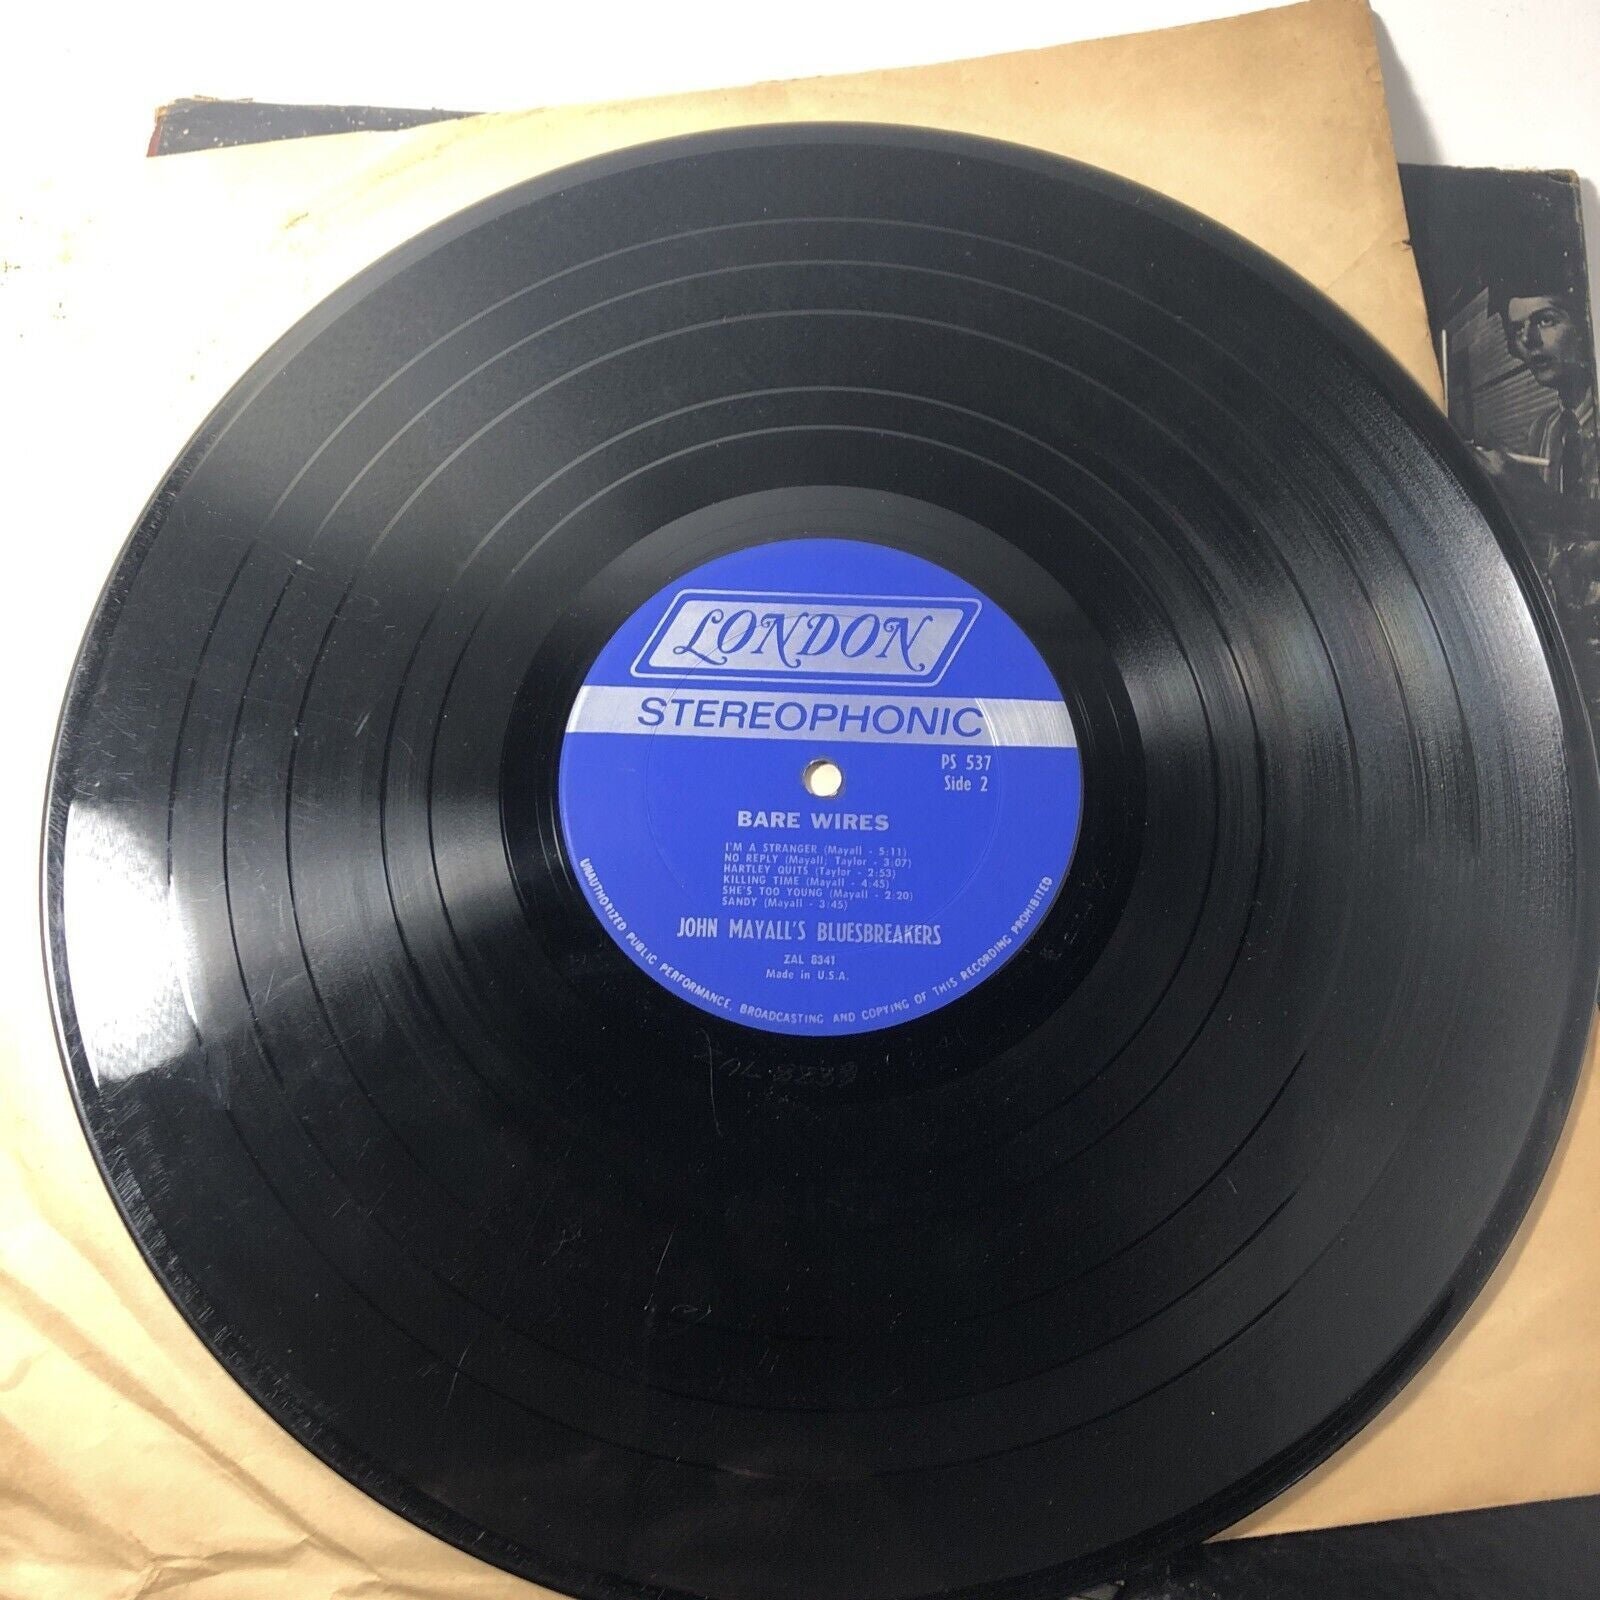 LONDON
STEREOPHONIC
PS 537
Side 2
BARE WIRES
I'M A STRANGER (Mayall - 5:11)
NO REPLY (Mayall; Taylor - 3:07)
HARTLEY QUITS (Taylor - 2:53)
KILLING TIME (Mayall - 4:45)
SHE'S TOO YOUNG (Mayall - 2:20)
SANDY (Mayall - 3:45)
JOHN MAYALL'S BLUESBREAKERS
ZAL 8341
Made in U.S.A.
UNAUTHORIZED PUBLIC PERFORMANCE, BROADCASTING AND COPYING OF THIS RECORDING PROHIBITED